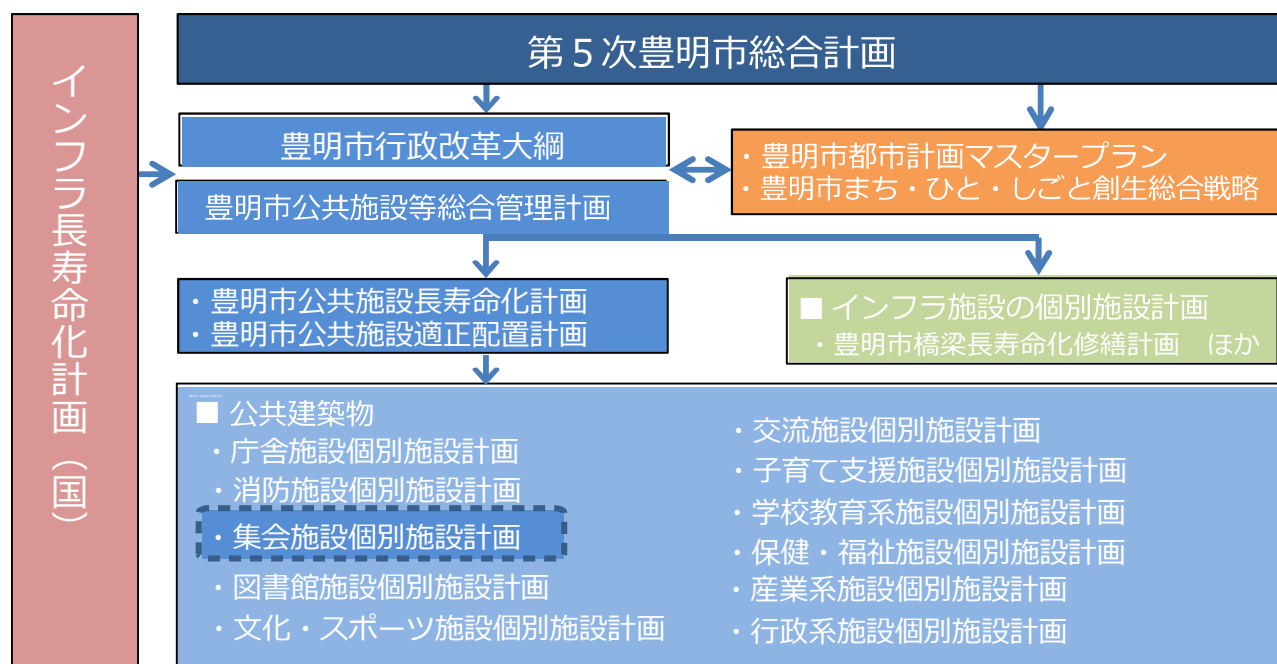 インフラ長寿命化計画（国）
第５次豊明市総合計画
豊明市行政改革大綱
豊明市公共施設等総合管理計画
・豊明市都市計画マスタープラン
・豊明市まち・ひと・しごと創生総合戦略
・豊明市公共施設長寿命化計画
・豊明市公共施設適正配置計画
■ インフラ施設の個別施設計画
・豊明市橋梁長寿命化修繕計画　ほか
■ 公共建築物
・庁舎施設個別施設計画
・消防施設個別施設計画
・集会施設個別施設計画
・図書館施設個別施設計画
・文化・スポーツ施設個別施設計画
・交流施設個別施設計画
・子育て支援施設個別施設計画
・学校教育系施設個別施設計画
・保健・福祉施設個別施設計画
・産業系施設個別施設計画
・行政系施設個別施設計画